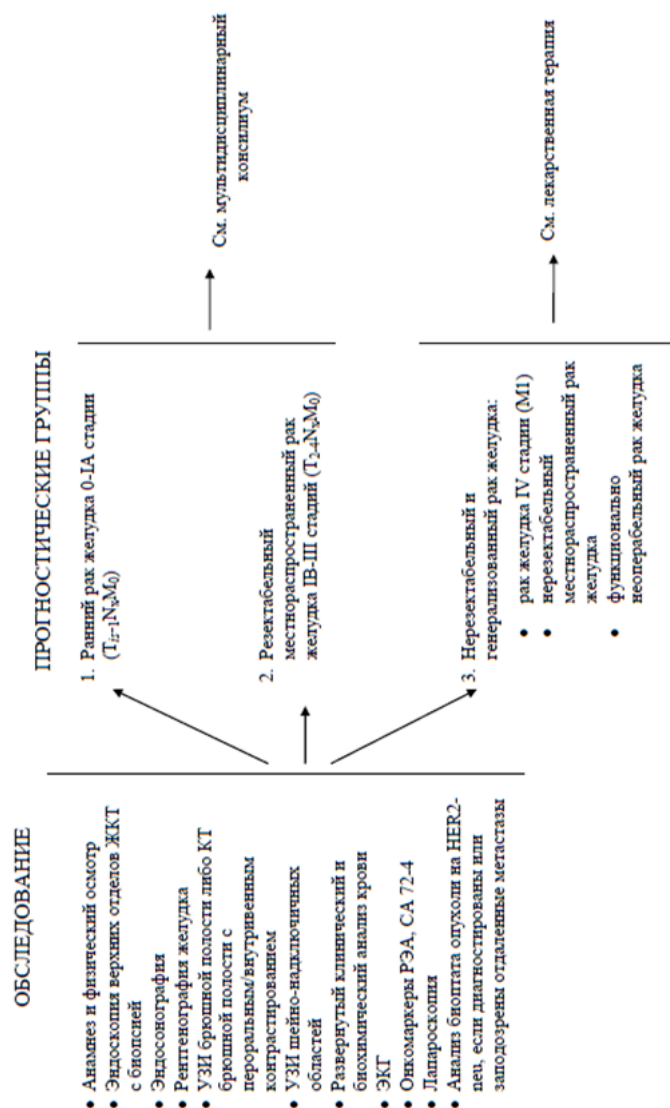 ОБСЛЕДОВАНИЕ
• Анамнез и физический осмотр
• Эндоскопия верхних отделов ЖКТ
с биопсией
• Эндосонография
• Рентгенография желудка
• УЗИ брюшной полости либо КТ
брюшной полости с
пероральным/внутривенным
контрастированием
• УЗИ шейно-надключичных
областей
• Развернутый клинический и
биохимический анализ крови
• ЭКГ
• Онкомаркеры РЭА, СА 72-4
• Лапароскопия
• Анализ биоптата опухоли на HER2-
neu, если диагностированы или
заподозрены отдаленные метастазы
ПРОГНОСТИЧЕСКИЕ ГРУППЫ
1. Ранний рак желудка 0-IA стадии
(Tis-1NxM0)
2. Резектабельный
местнораспространенный рак
желудка IB-III стадий (T2-4NxM0)
3. Нерезектабельный и
генерализованный рак желудка:
• рак желудка IV стадии (M1)
• нерезектабельный
местнораспространенный рак
желудка
• функционально
неоперабельный рак желудка
См. мультидисциплинарный
консилиум
См. лекарственная терапия